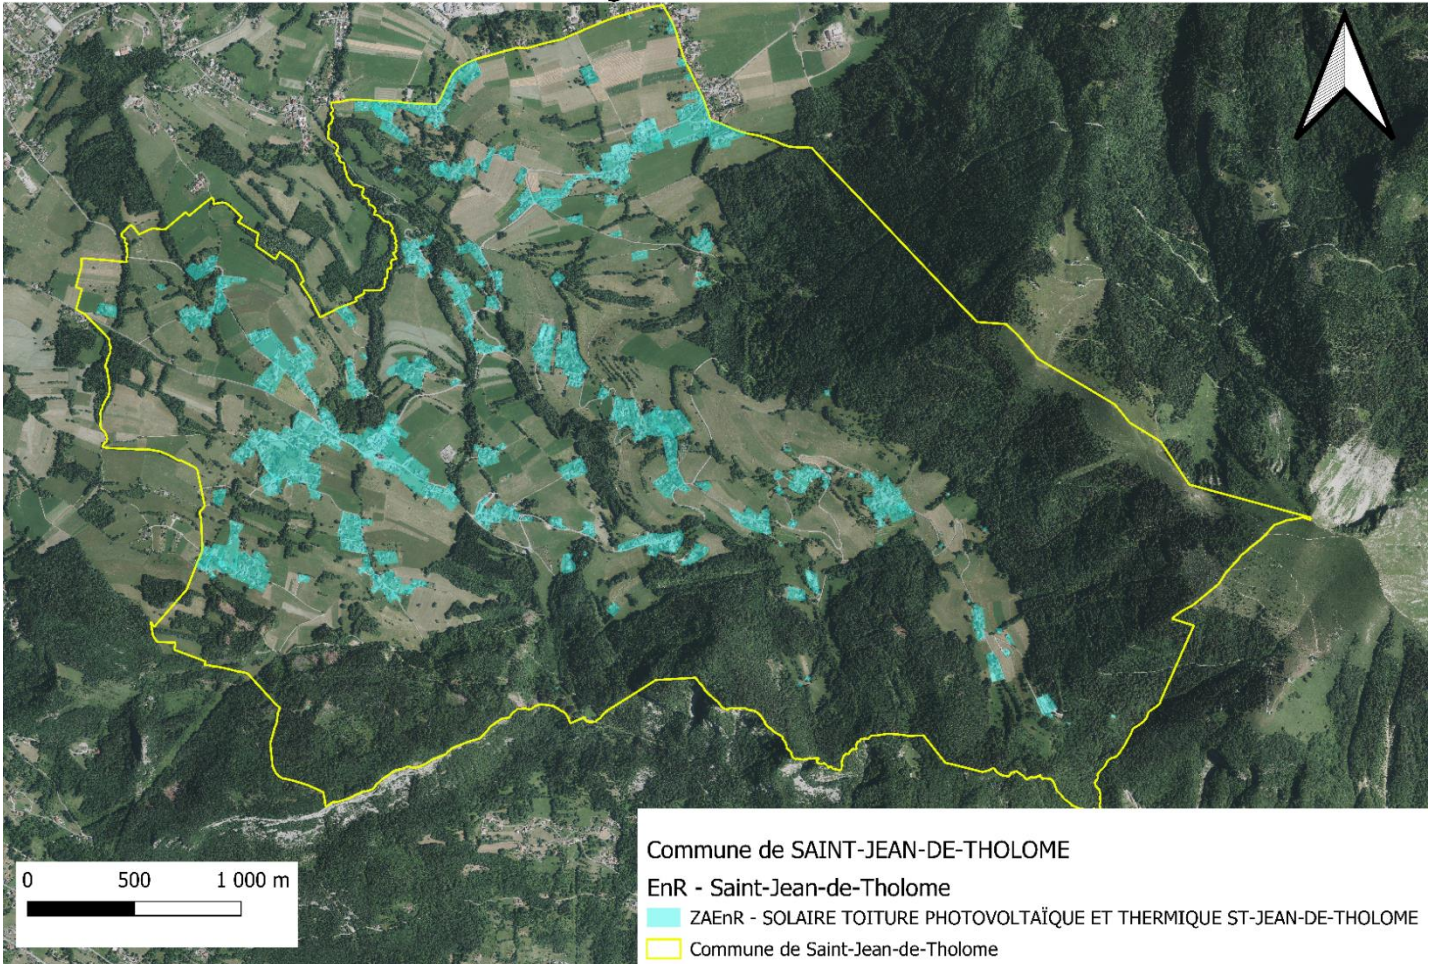 0 500 1 000 m
Commune de SAINT-JEAN-DE-THOLOME
EnR - Saint-Jean-de-Tholome
ZAEnR - SOLAIRE TOITURE PHOTOVOLTAÏQUE ET THERMIQUE ST-JEAN-DE-THOLOME
Commune de Saint-Jean-de-Tholome